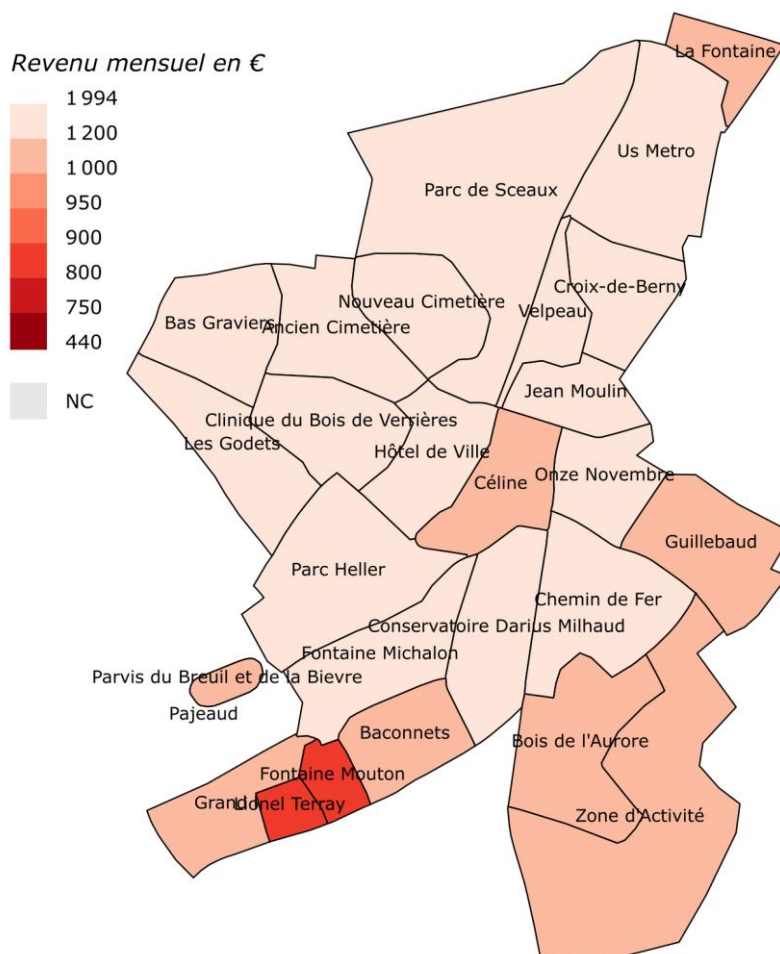 La Fontaine
Revenu mensuel en €
1 994
1 200
1 000
950
900
800
750
440
NC
Us Metro
Parc de Sceaux
Croix-de-Berny
Nouveau Cimetière
Velpeau
Bas Graviers
Ancien Cimetière
Jean Moulin
Clinique du Bois de Verrières
Les Godets
Hôtel de Ville
Céline
Onze Novembre
Guillebaud
Parc Heller
Chemin de Fer
Conservatoire Darius Milhaud
Fontaine Michalon
Parvis du Breuil et de la Bievre
Pajeaud
Baconnets
Bois de l'Aurore
Fontaine Mouton
Grand
Lionel Terray
Zone d'Activité